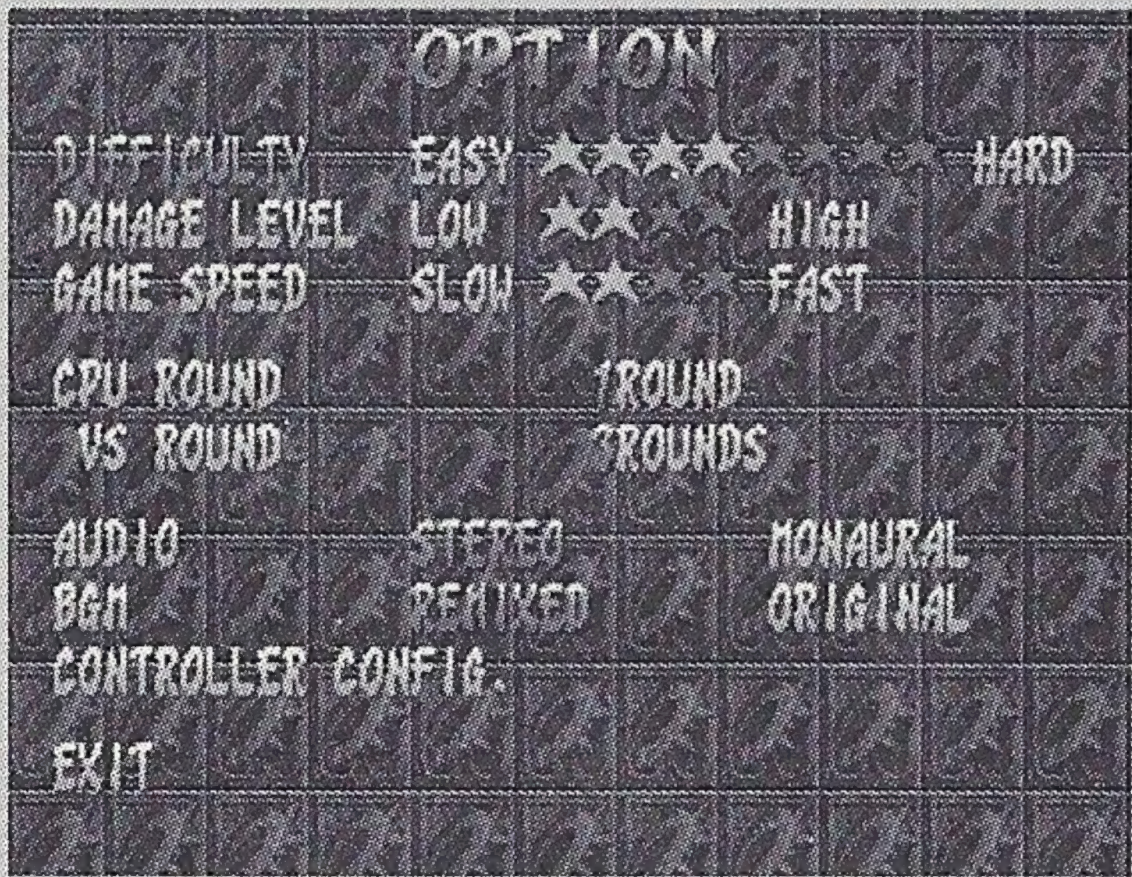 OPTION
DIFFICULTY EASY ★★★★★★★★ HARD
DAMAGE LEVEL LOW ★★★★ HIGH
GAME SPEED SLOW ★★★★ FAST
CPU ROUND 1ROUND
VS ROUND 3ROUNDS
AUDIO STEREO MONAURAL
BGM REMIXED ORIGINAL
CONTROLLER CONFIG.
EXIT